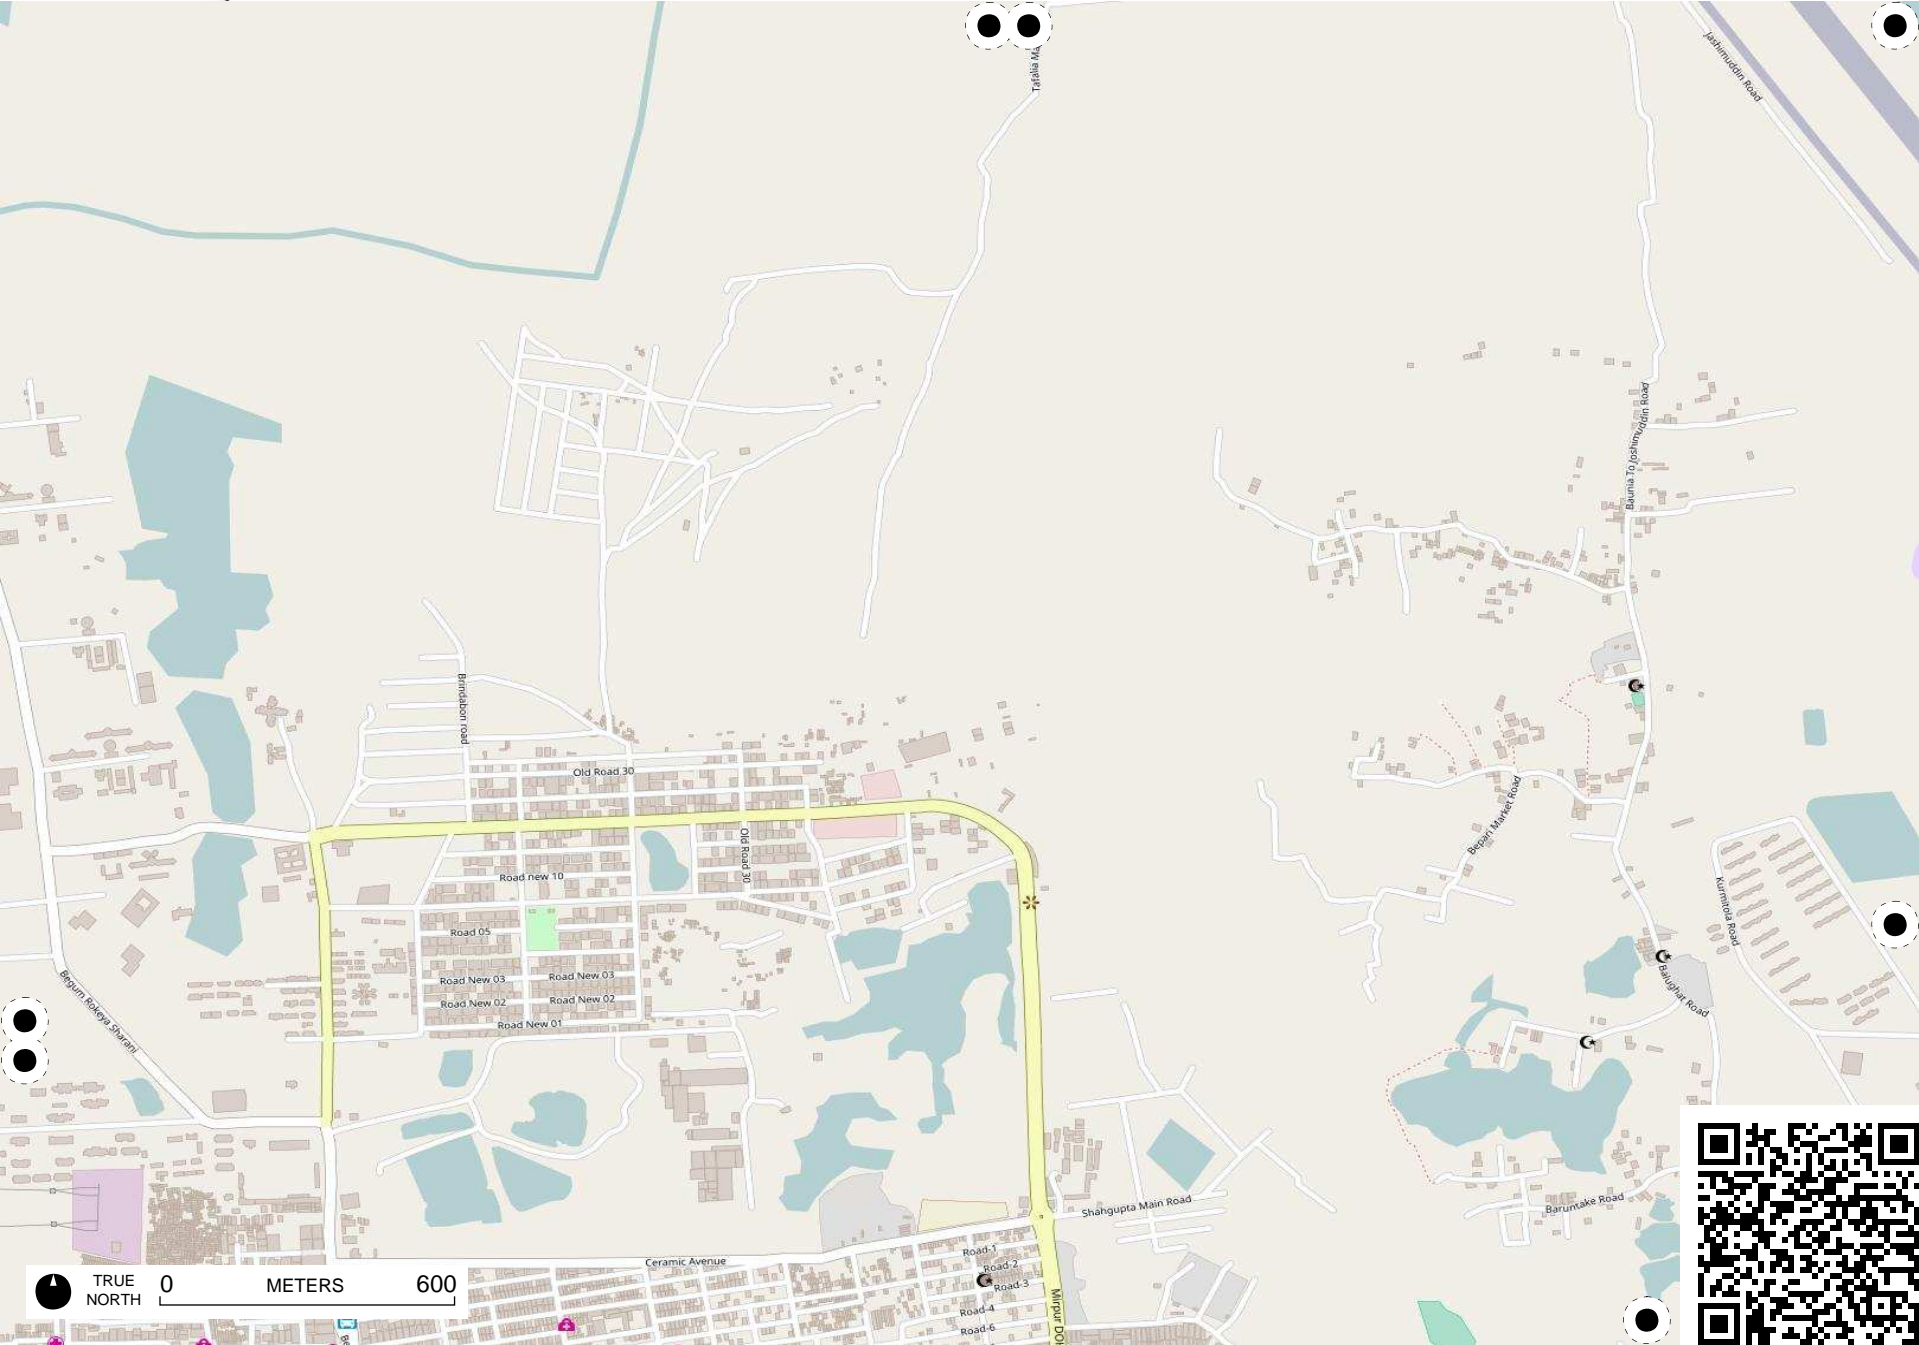 Jashimuddin Road
Baunia To Joshimuddin Road
Brindabon road
Old Road 30
Old Road 30
Road new 10
Bepari Market Road
Kurmitola Road
Road 05
Road New 03
Road New 03
Road New 02
Road New 02
Road New 01
Begum Rokeya Sharani
Balughat Road
Baruntake Road
Shahgupta Main Road
Ceramic Avenue
Road-1
Road-2
Road-3
Road-4
Road-6
Mirpur DO
TRUE
NORTH
0 METERS 600